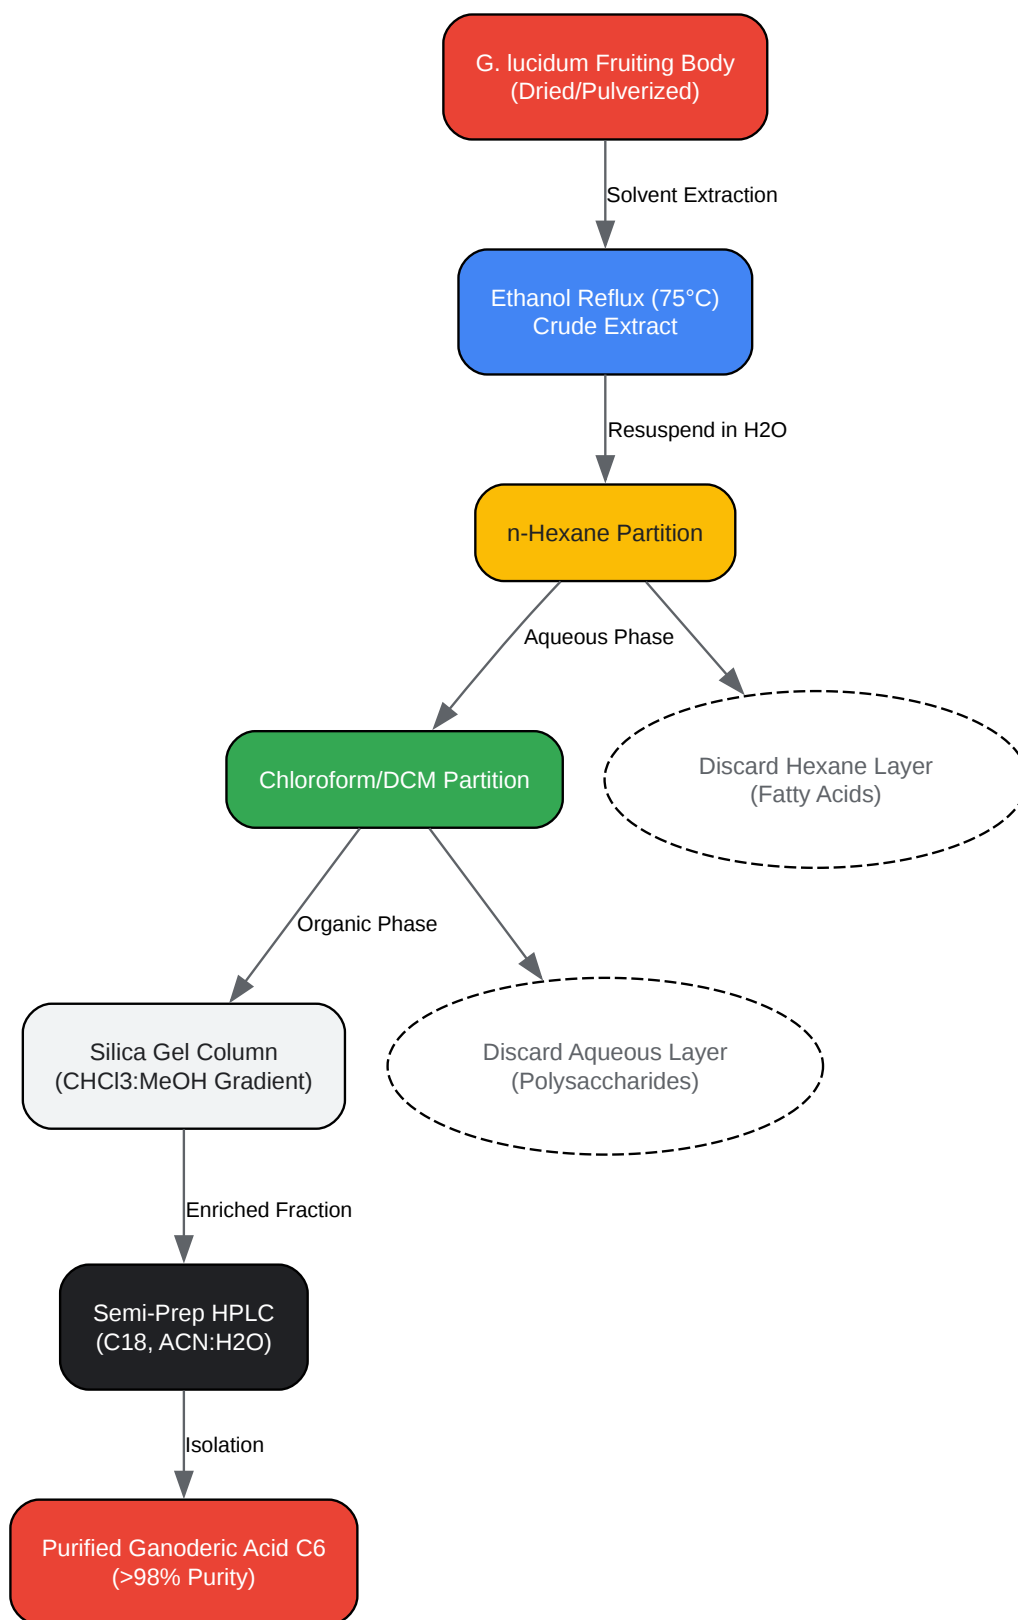 G. lucidum Fruiting Body
(Dried/Pulverized)
Solvent Extraction
Ethanol Reflux (75°C)
Crude Extract
Resuspend in H2O
n-Hexane Partition
Aqueous Phase
Chloroform/DCM Partition
Discard Hexane Layer
(Fatty Acids)
Organic Phase
Silica Gel Column
(CHCl3:MeOH Gradient)
Discard Aqueous Layer
(Polysaccharides)
Enriched Fraction
Semi-Prep HPLC
(C18, ACN:H2O)
Isolation
Purified Ganoderic Acid C6
(>98% Purity)